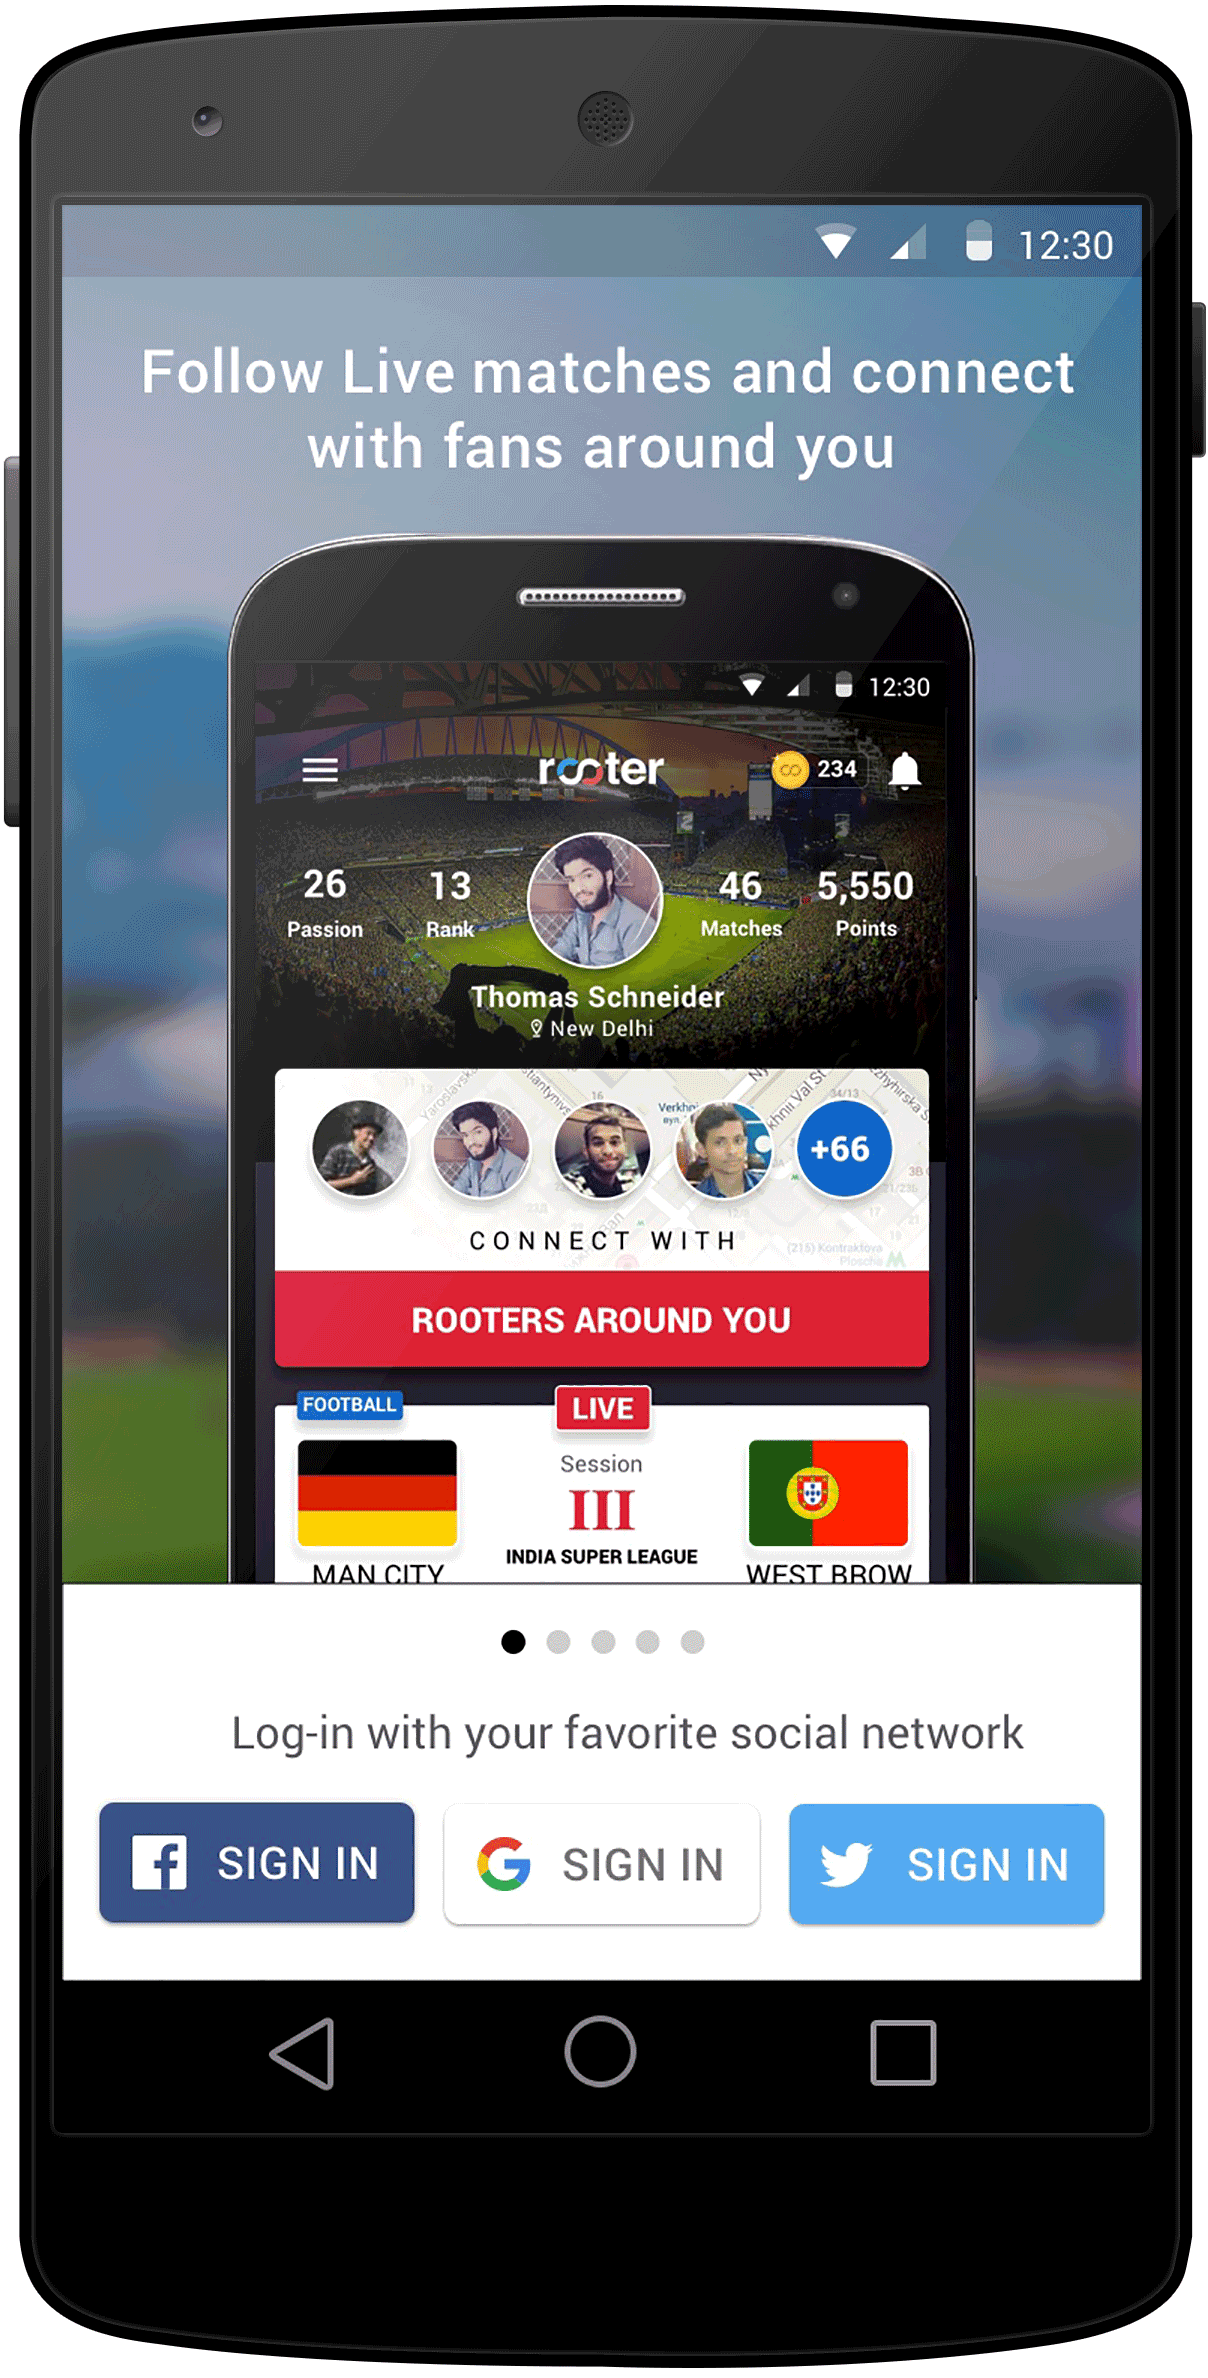 12:30
Follow Live matches and connect
with fans around you
12:30
rooter
234
26
13
46
5,550
Passion
Rank
Matches
Points
Thomas Schneider
New Delhi
+66
CONNECT WITH
(215) Kontraktova
Ploscha
ROOTERS AROUND YOU
FOOTBALL
LIVE
Session
III
INDIA SUPER LEAGUE
MAN CITY
WEST BROW
Log-in with your favorite social network
SIGN IN
SIGN IN
SIGN IN